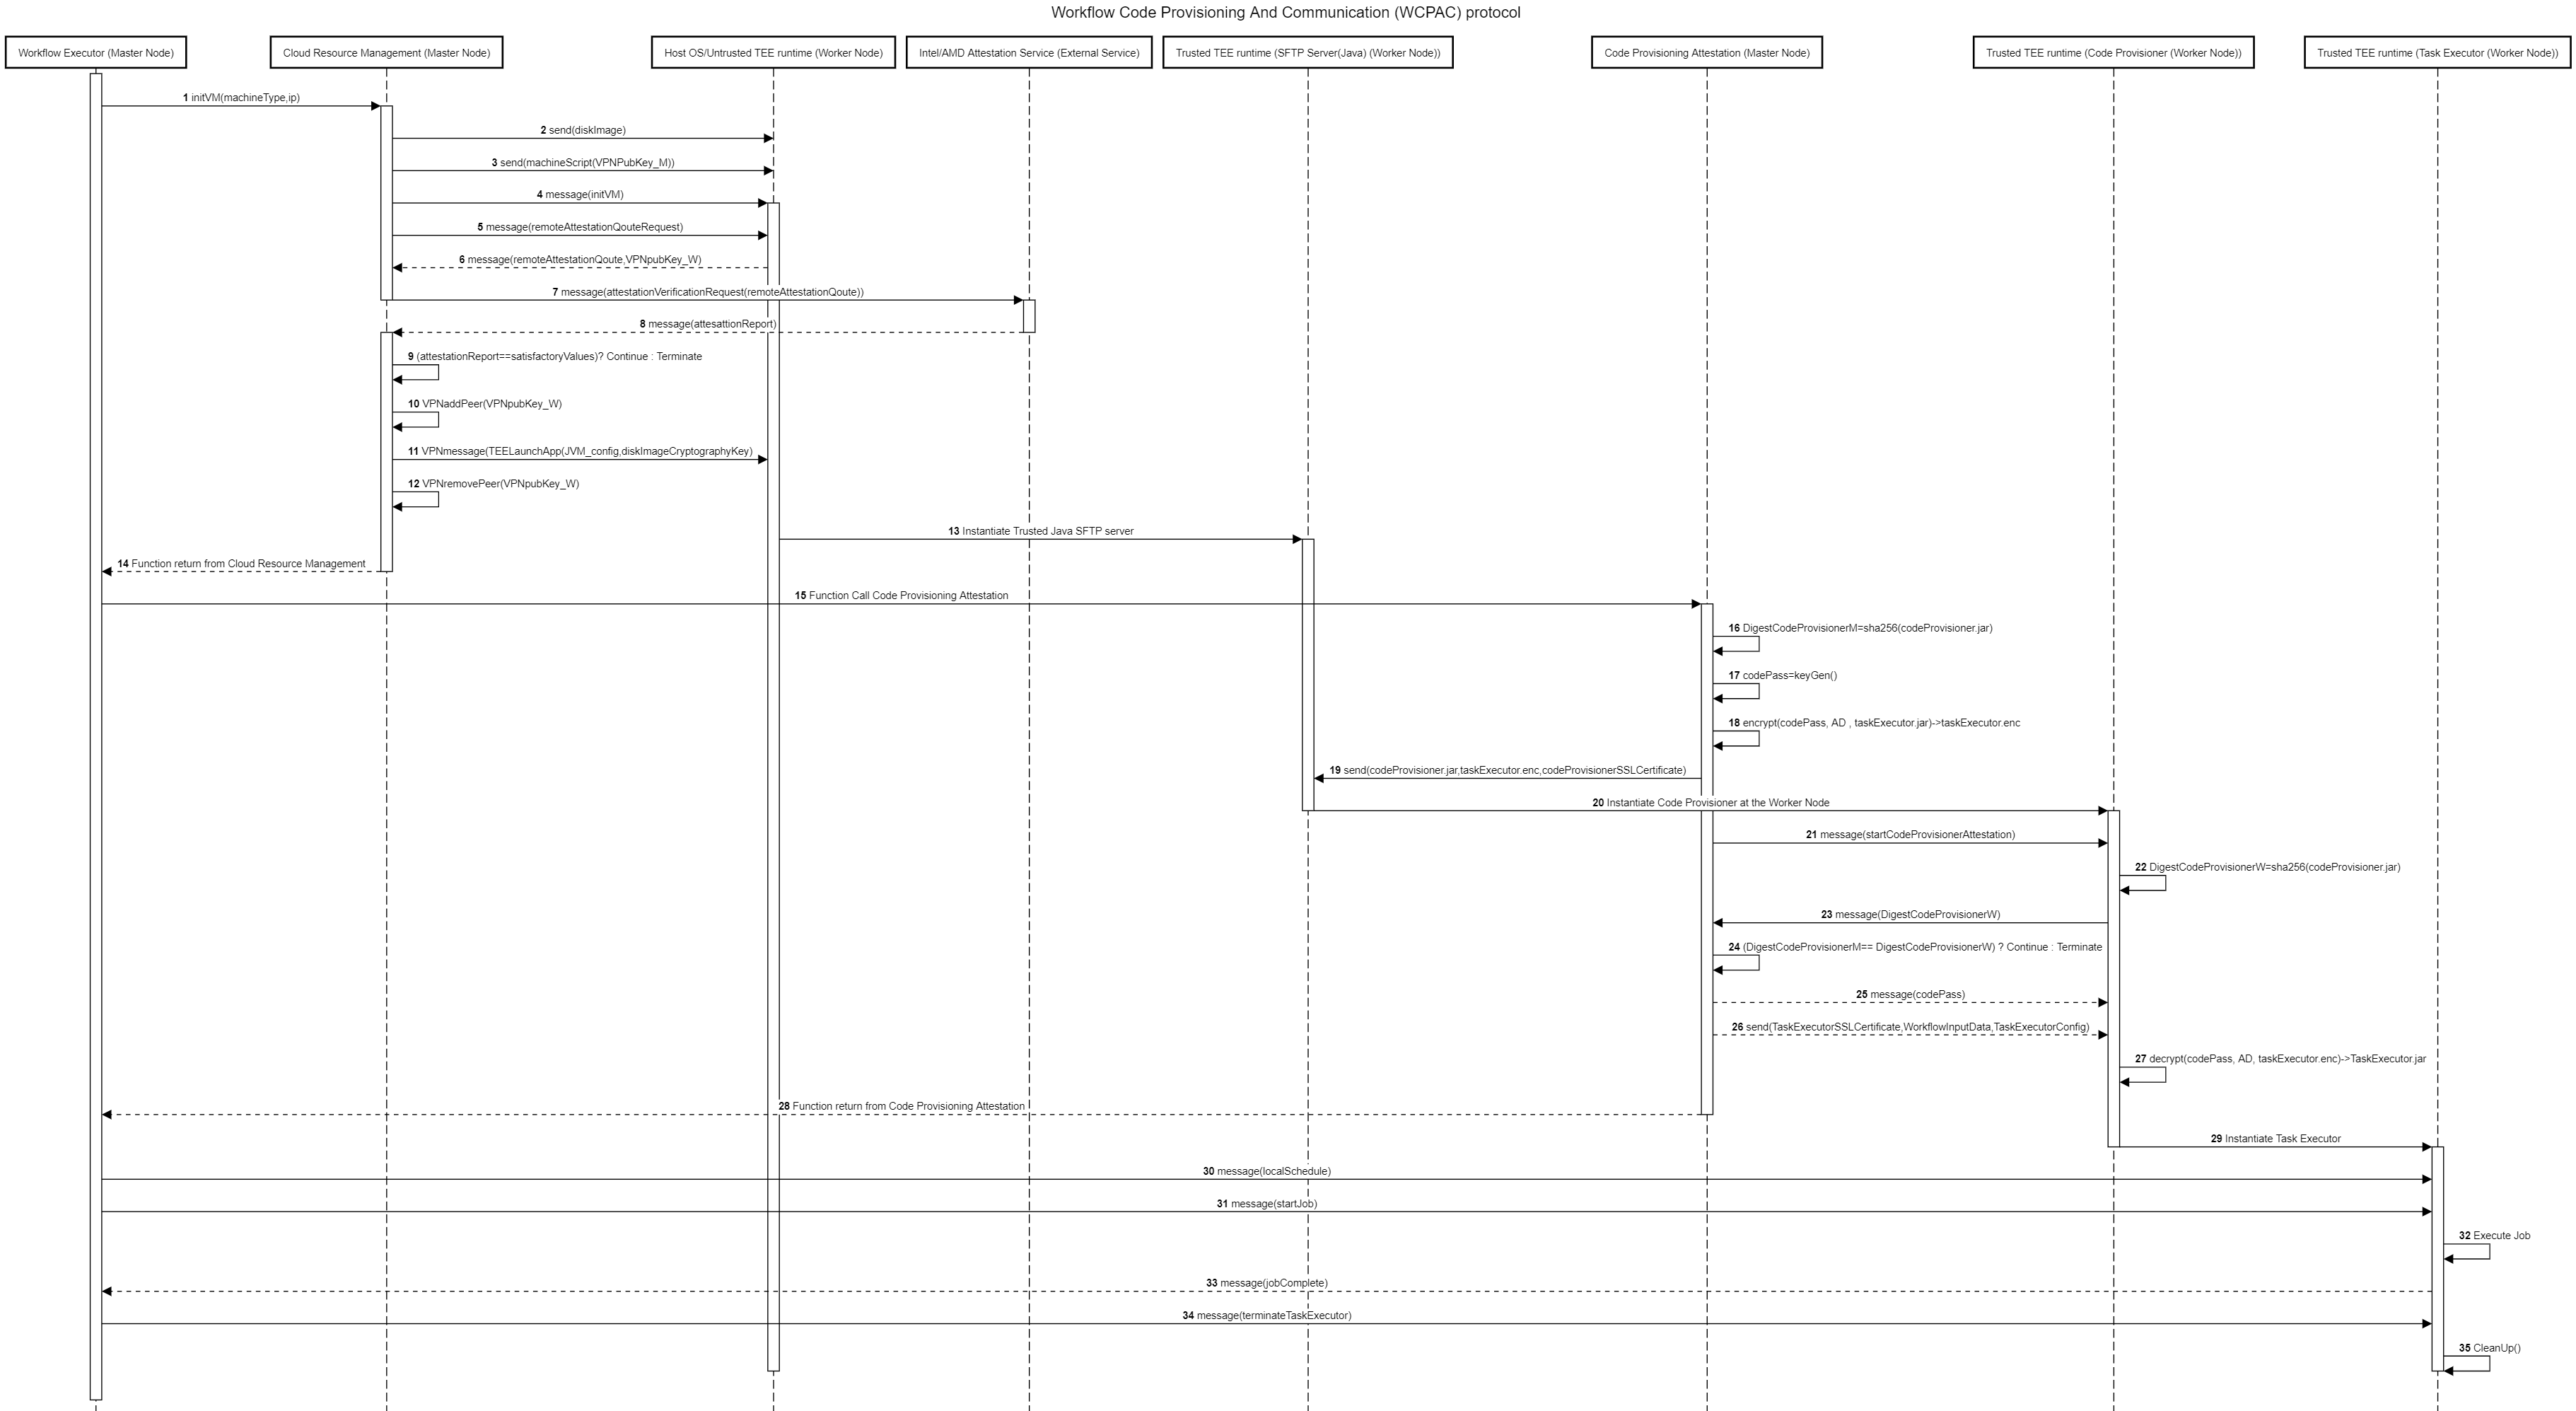 Workflow Code Provisioning And Communication (WCPAC) protocol
Workflow Executor (Master Node)
Cloud Resource Management (Master Node)
Host OS/Untrusted TEE runtime (Worker Node)
Intel/AMD Attestation Service (External Service)
Trusted TEE runtime (SFTP Server(Java) (Worker Node))
Code Provisioning Attestation (Master Node)
Trusted TEE runtime (Code Provisioner (Worker Node))
Trusted TEE runtime (Task Executor (Worker Node))
1 initVM(machineType,ip)
2 send(diskImage)
3 send(machineScript(VPNPubKey_M))
4 message(initVM)
5 message(remoteAttestationQouteRequest)
6 message(remoteAttestationQoute,VPNpubKey_W)
7 message(attestationVerificationRequest(remoteAttestationQoute))
8 message(attesattionReport)
9 (attestationReport==satisfactoryValues)? Continue : Terminate
10 VPNaddPeer(VPNpubKey_W)
11 VPNmessage(TEELaunchApp(JVM_config,diskImageCryptographyKey)
12 VPNremovePeer(VPNpubKey_W)
13 Instantiate Trusted Java SFTP server
14 Function return from Cloud Resource Management
15 Function Call Code Provisioning Attestation
16 DigestCodeProvisionerM=sha256(codeProvisioner.jar)
17 codePass=keyGen()
18 encrypt(codePass, AD , taskExecutor.jar)->taskExecutor.enc
19 send(codeProvisioner.jar,taskExecutor.enc,codeProvisionerSSLCertificate)
20 Instantiate Code Provisioner at the Worker Node
21 message(startCodeProvisionerAttestation)
22 DigestCodeProvisionerW=sha256(codeProvisioner.jar)
23 message(DigestCodeProvisionerW)
24 (DigestCodeProvisionerM== DigestCodeProvisionerW) ? Continue : Terminate
25 message(codePass)
26 send(TaskExecutorSSLCertificate,WorkflowInputData,TaskExecutorConfig)
27 decrypt(codePass, AD, taskExecutor.enc)->TaskExecutor.jar
28 Function return from Code Provisioning Attestation
29 Instantiate Task Executor
30 message(localSchedule)
31 message(startJob)
32 Execute Job
33 message(jobComplete)
34 message(terminateTaskExecutor)
35 CleanUp()